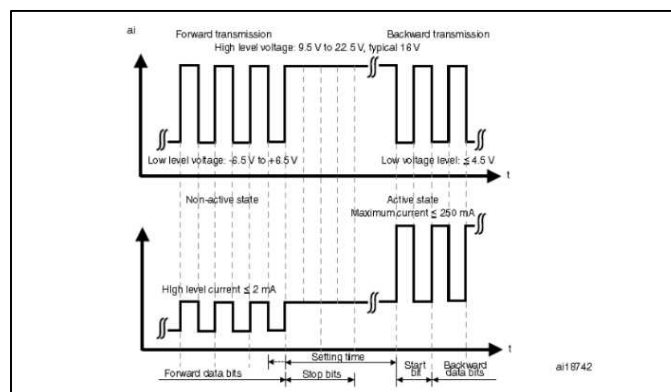 ai
Forward transmission
Backward transmission
High level voltage: 9.5 V to 22.5 V, typical 16 V
Low level voltage: -6.5 V to +6.5 V
Low voltage level: ≤ 4.5 V
t
Non-active state
Active state
Maximum current ≤ 250 mA
High level current ≤ 2 mA
t
Setting time
Start bit
Backward data bits
Forward data bits
Stop bits
ai18742